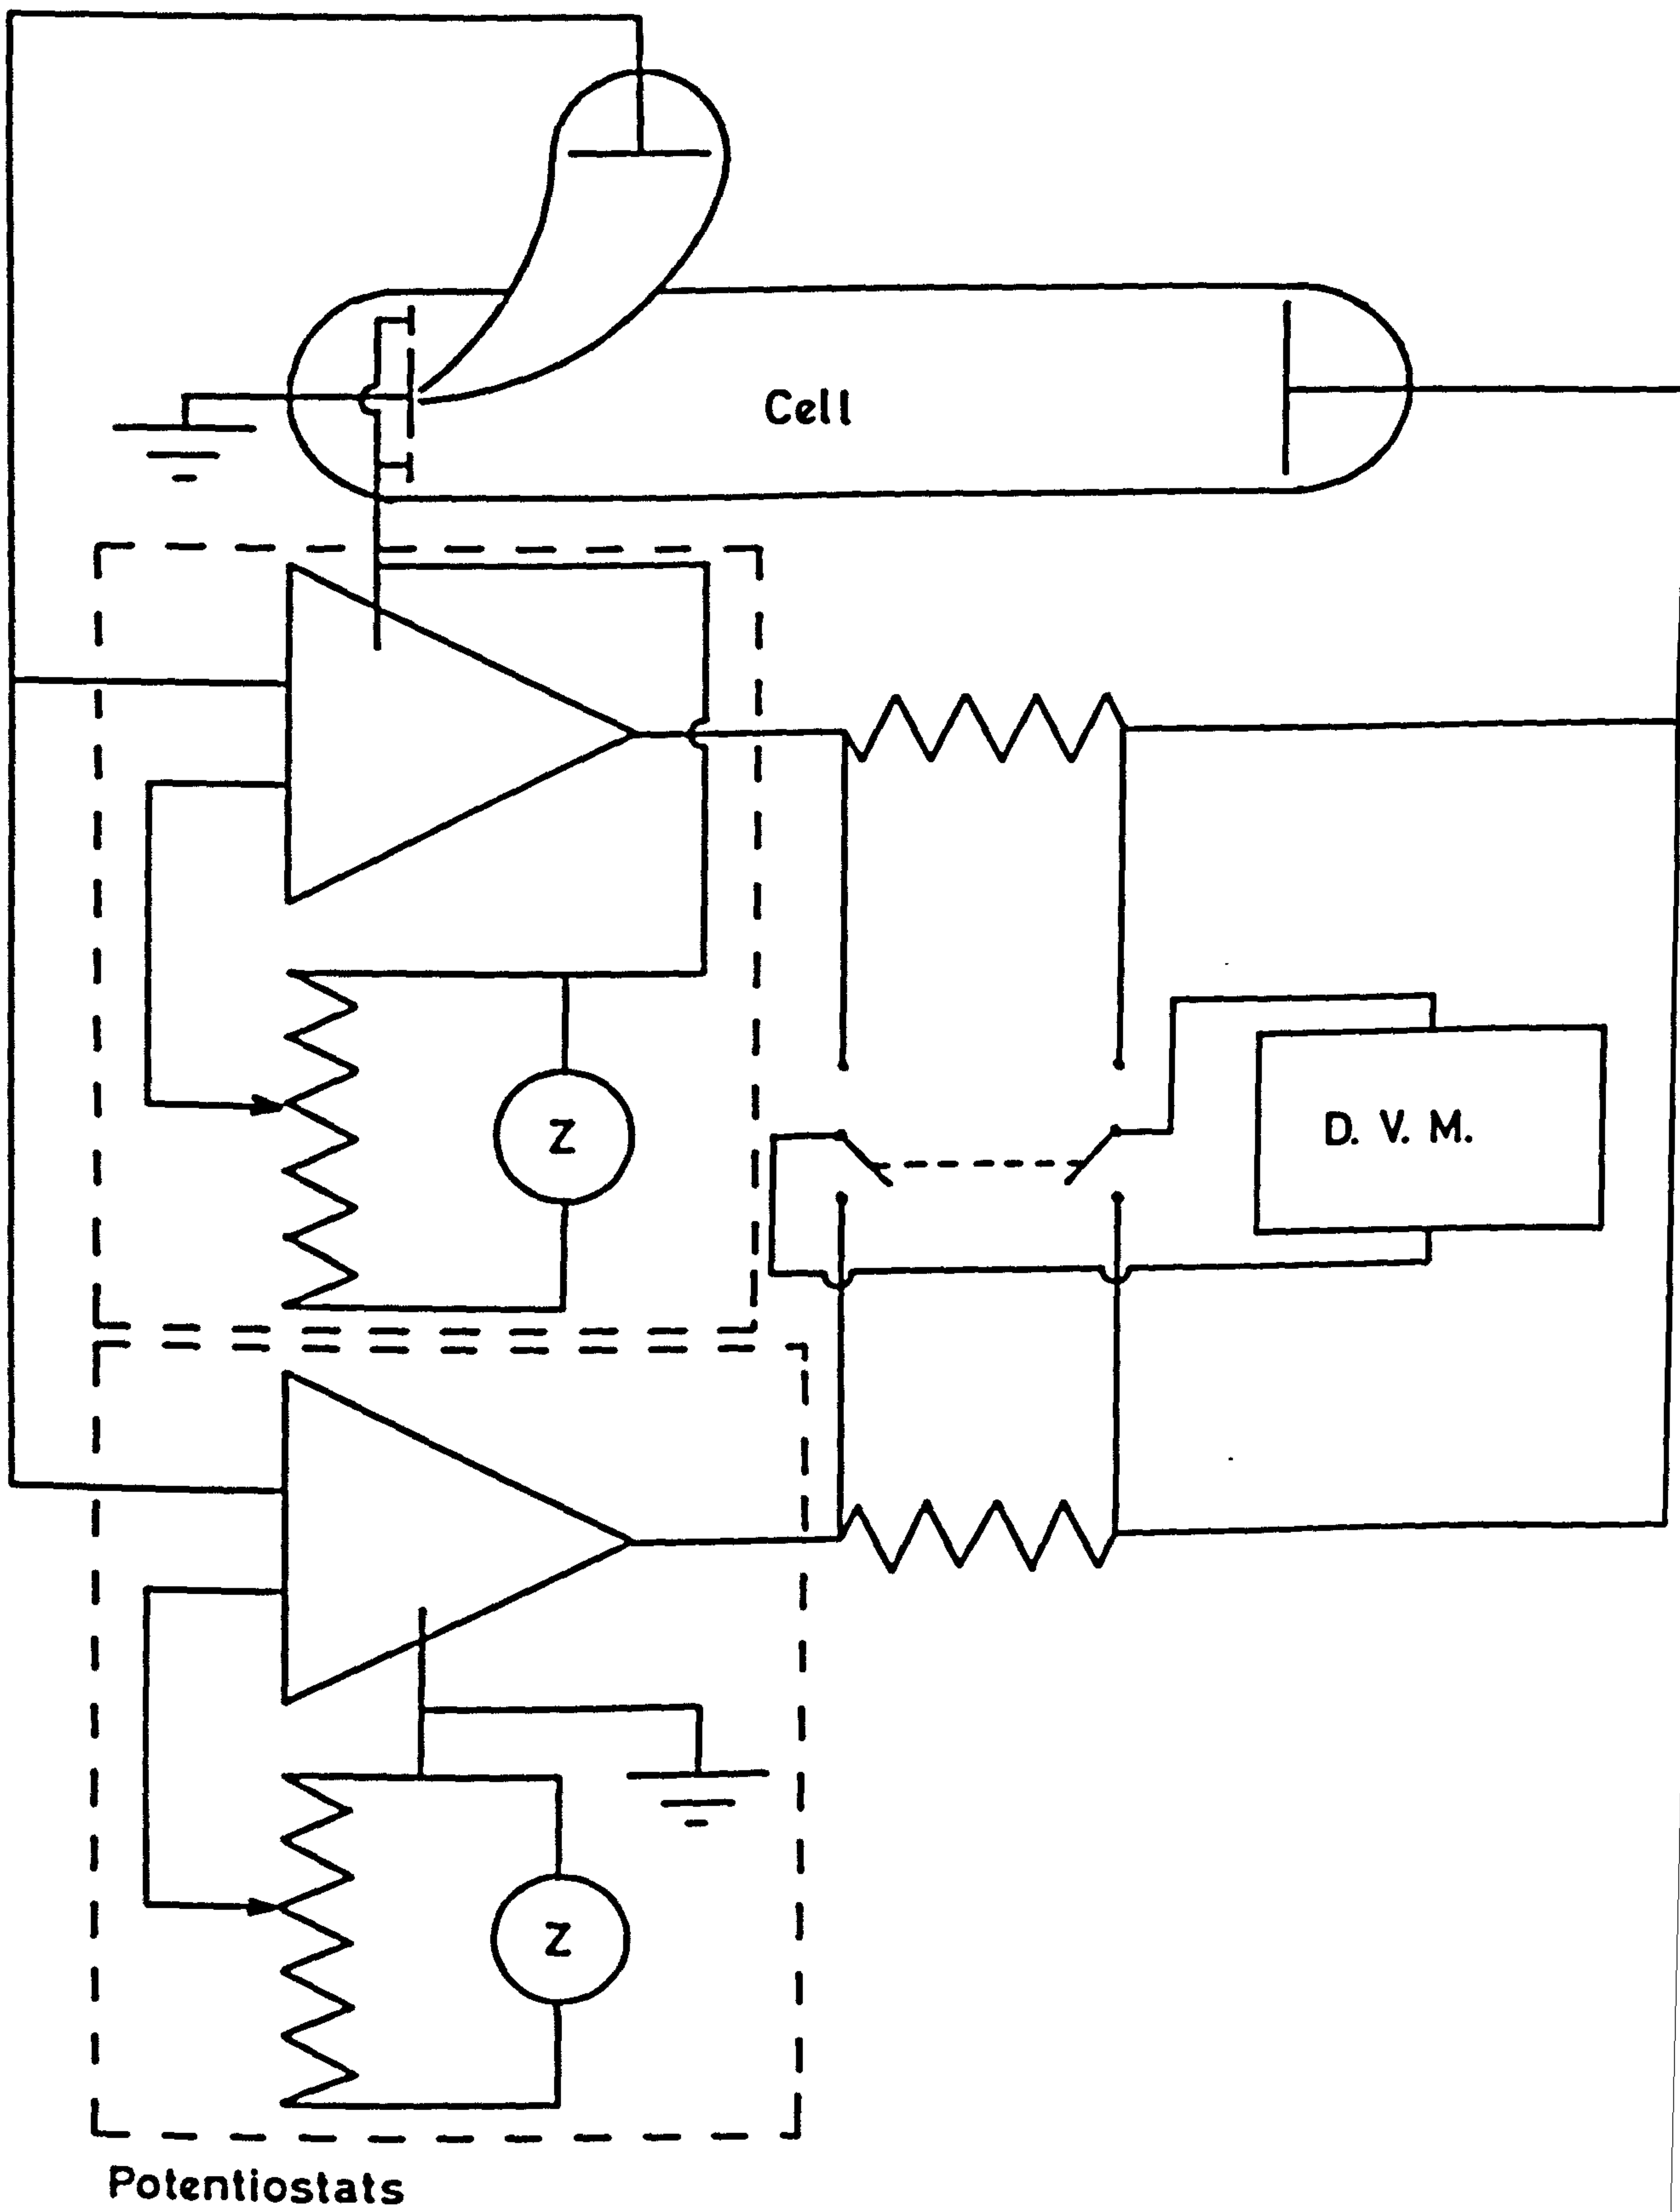 Cell
Z
D. V. M.
Z
Potentiostats